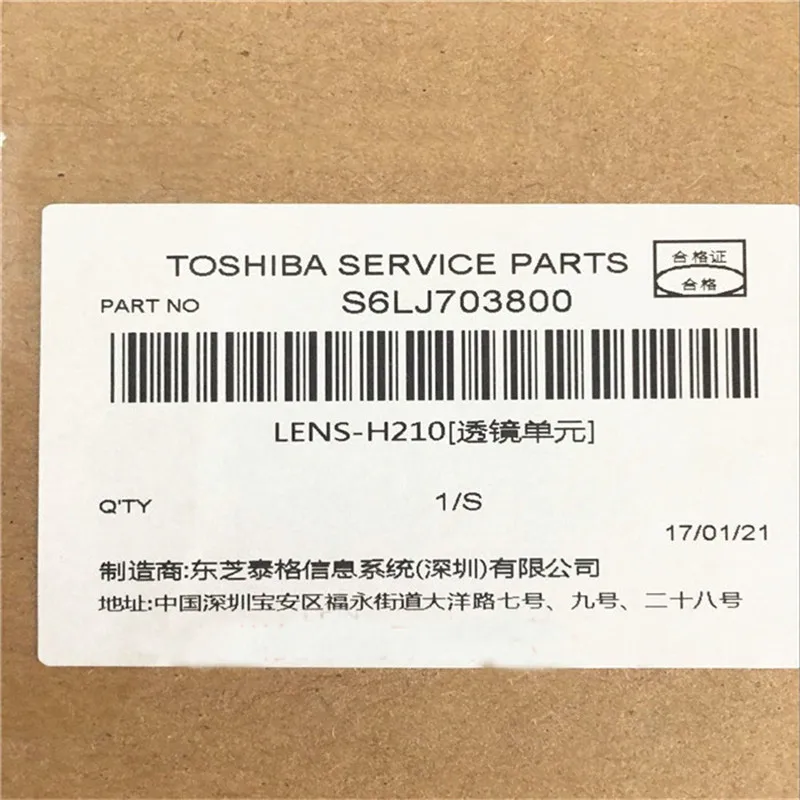 TOSHIBA SERVICE PARTS
合格证
合格
PART NO S6LJ703800
LENS-H210[透镜单元]
Q'TY 1/S
17/01/21
制造商:东芝泰格信息系统(深圳)有限公司
地址:中国深圳宝安区福永街道大洋路七号、九号、二十八号